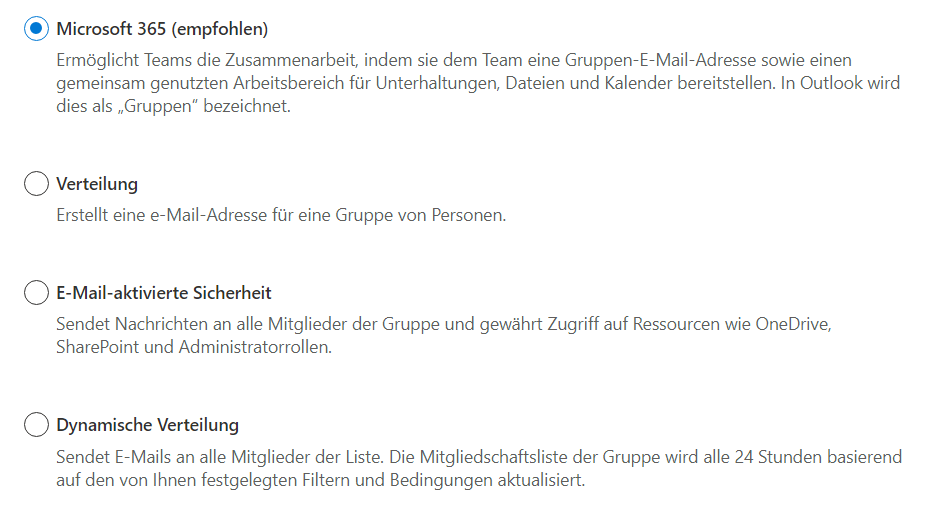 Microsoft 365 (empfohlen)
Ermöglicht Teams die Zusammenarbeit, indem sie dem Team eine Gruppen-E-Mail-Adresse sowie einen
gemeinsam genutzten Arbeitsbereich für Unterhaltungen, Dateien und Kalender bereitstellen. In Outlook wird
dies als „Gruppen“ bezeichnet.
Verteilung
Erstellt eine e-Mail-Adresse für eine Gruppe von Personen.
E-Mail-aktivierte Sicherheit
Sendet Nachrichten an alle Mitglieder der Gruppe und gewährt Zugriff auf Ressourcen wie OneDrive,
SharePoint und Administratorrollen.
Dynamische Verteilung
Sendet E-Mails an alle Mitglieder der Liste. Die Mitgliedschaftsliste der Gruppe wird alle 24 Stunden basierend
auf den von Ihnen festgelegten Filtern und Bedingungen aktualisiert.